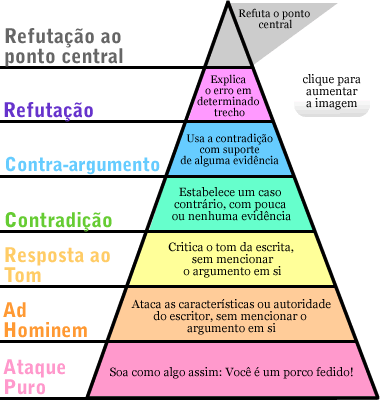 Refutação ao
ponto central
Refuta o ponto
central
clique para
aumentar
a imagem
Refutação
Explica
o erro em
determinado
trecho
Contra-argumento
Usa a contradição
com suporte
de alguma evidência
Contradição
Estabelece um caso
contrário, com pouca
ou nenhuma evidência
Resposta ao
Tom
Critica o tom da escrita,
sem mencionar
o argumento em si
Ad
Hominem
Ataca as características ou autoridade
do escritor, sem mencionar o
argumento em si
Ataque
Puro
Soa como algo assim: Você é um porco fedido!